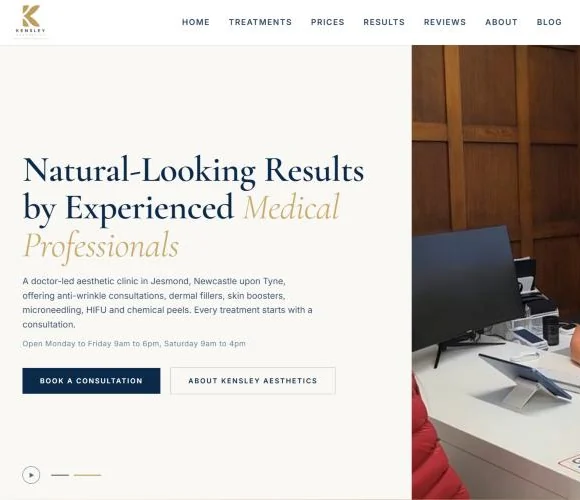 KENSLEY
HOME TREATMENTS PRICES RESULTS REVIEWS ABOUT BLOG
Natural-Looking Results
by Experienced Medical
Professionals
A doctor-led aesthetic clinic in Jesmond, Newcastle upon Tyne,
offering anti-wrinkle consultations, dermal fillers, skin boosters,
microneedling, HIFU and chemical peels. Every treatment starts with a
consultation.
Open Monday to Friday 9am to 6pm, Saturday 9am to 4pm
BOOK A CONSULTATION ABOUT KENSLEY AESTHETICS